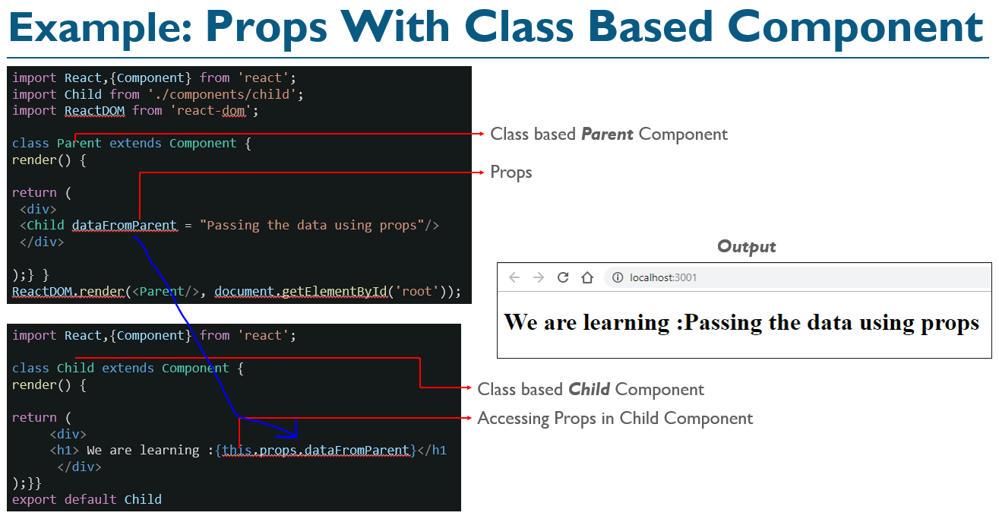 Example: Props With Class Based Component
import React,{Component} from 'react';
import Child from './components/child';
import ReactDOM from 'react-dom';
class Parent extends Component {
render() {
return (
<div>
<Child dataFromParent = "Passing the data using props"/>
</div>
);} }
ReactDOM.render(<Parent/>, document.getElementById('root'));
Class based Parent Component
Props
import React,{Component} from 'react';
class Child extends Component {
render() {
return (
<div>
<h1> We are learning :{this.props.dataFromParent}</h1
</div>
);}}
export default Child
Class based Child Component
Accessing Props in Child Component
Output
localhost:3001
We are learning :Passing the data using props